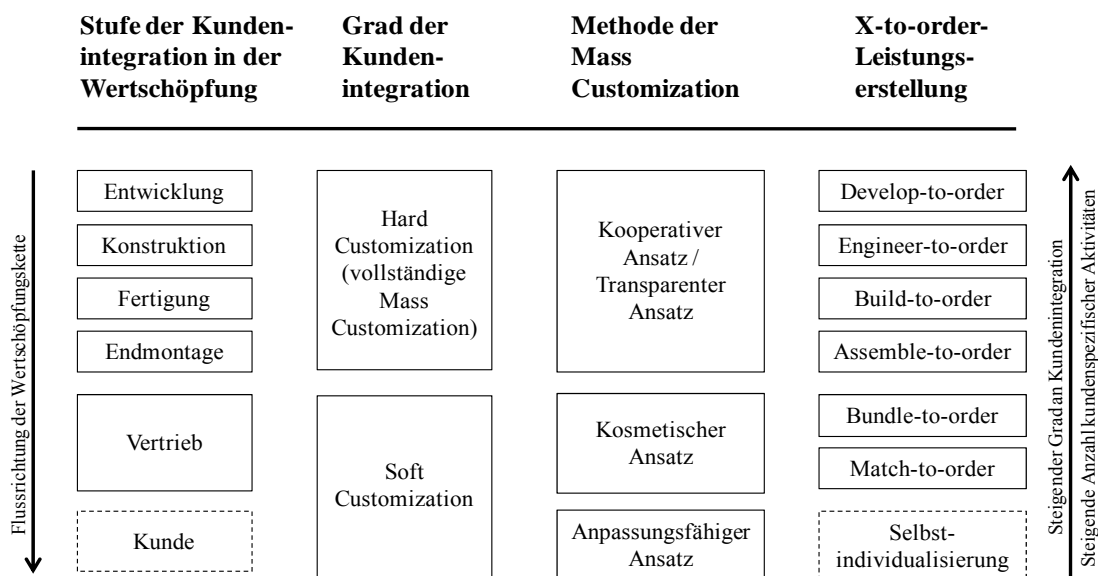 Stufe der Kunden-
integration in der
Wertschöpfung
Grad der
Kunden-
integration
Methode der
Mass
Customization
X-to-order-
Leistungs-
erstellung
Flussrichtung der Wertschöpfungskette
Entwicklung
Konstruktion
Fertigung
Endmontage
Vertrieb
Kunde
Hard
Customization
(vollständige
Mass
Customization)
Soft
Customization
Kooperativer
Ansatz /
Transparenter
Ansatz
Kosmetischer
Ansatz
Anpassungsfähiger
Ansatz
Develop-to-order
Engineer-to-order
Build-to-order
Assemble-to-order
Bundle-to-order
Match-to-order
Selbst-
individualisierung
Steigender Grad an Kundenintegration
Steigende Anzahl kundenspezifischer Aktivitäten